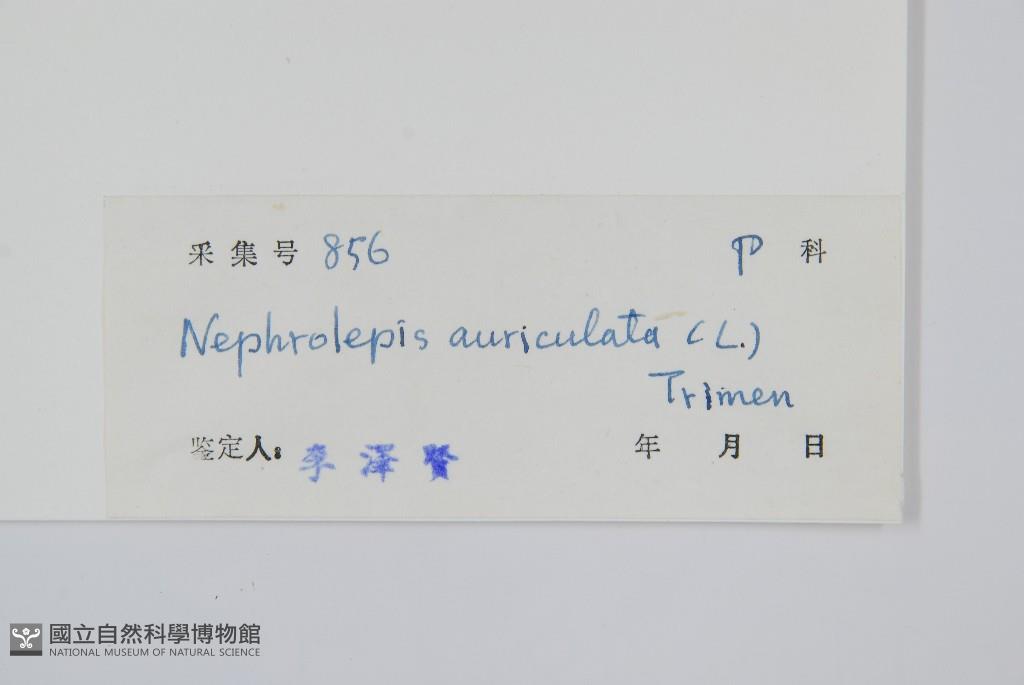 采集号 856 P 科
Nephrolepis auriculata (L.)
Trimen
鉴定人: 李澤賢 年 月 日
國立自然科學博物館
NATIONAL MUSEUM OF NATURAL SCIENCE